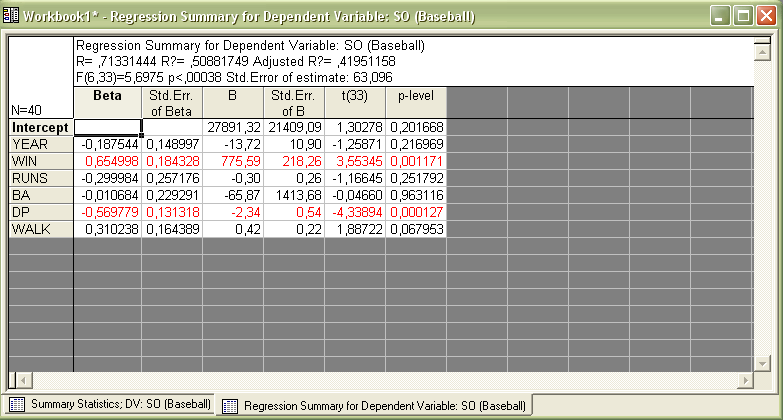 Workbook1* - Regression Summary for Dependent Variable: SO (Baseball)
Regression Summary for Dependent Variable: SO (Baseball)
R= ,71331444 R?= ,50881749 Adjusted R?= ,41951158
F(6,33)=5,6975 p<,00038 Std.Error of estimate: 63,096
N=40 Beta Std.Err. of Beta B Std.Err. of B t(33) p-level
Intercept 27891,32 21409,09 1,30278 0,201668
YEAR -0,187544 0,148997 -13,72 10,90 -1,25871 0,216969
WIN 0,654998 0,184328 775,59 218,26 3,55345 0,001171
RUNS -0,299984 0,257176 -0,30 0,26 -1,16645 0,251792
BA -0,010684 0,229291 -65,87 1413,68 -0,04660 0,963116
DP -0,569779 0,131318 -2,34 0,54 -4,33894 0,000127
WALK 0,310238 0,164389 0,42 0,22 1,88722 0,067953
Summary Statistics; DV: SO (Baseball) Regression Summary for Dependent Variable: SO (Baseball)